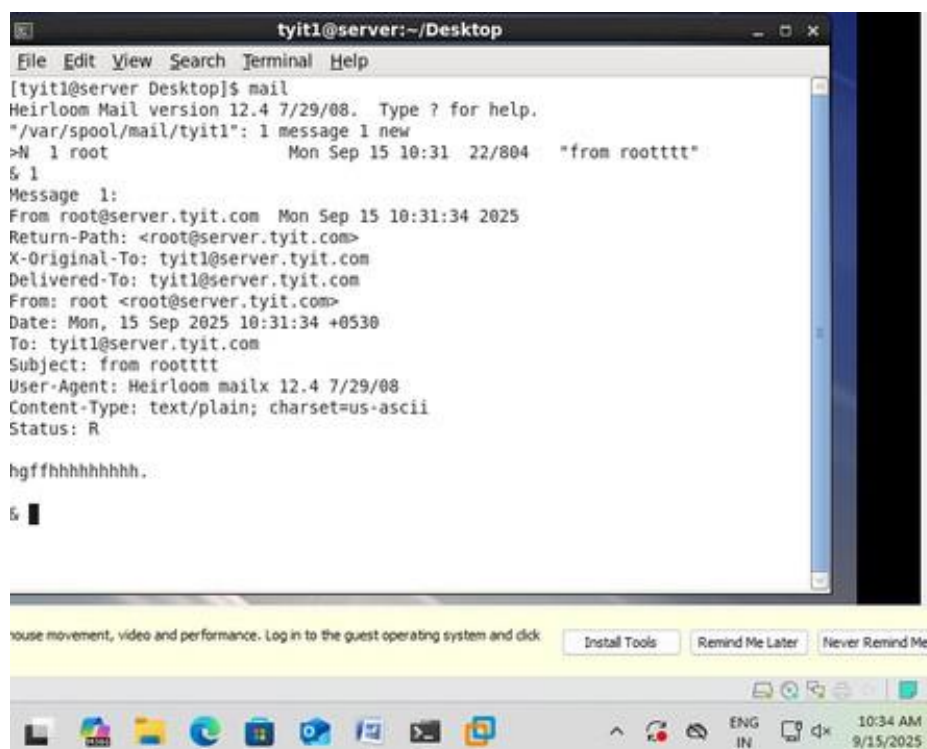 tyit1@server:~/Desktop
File Edit View Search Terminal Help
[tyit1@server Desktop]$ mail
Heirloom Mail version 12.4 7/29/08.  Type ? for help.
"/var/spool/mail/tyit1": 1 message 1 new
>N  1 root                  Mon Sep 15 10:31  22/804   "from roottt"
& 1
Message  1:
From root@server.tyit.com  Mon Sep 15 10:31:34 2025
Return-Path: <root@server.tyit.com>
X-Original-To: tyit1@server.tyit.com
Delivered-To: tyit1@server.tyit.com
From: root <root@server.tyit.com>
Date: Mon, 15 Sep 2025 10:31:34 +0530
To: tyit1@server.tyit.com
Subject: from roottt
User-Agent: Heirloom mailx 12.4 7/29/08
Content-Type: text/plain; charset=us-ascii
Status: R
hgffhhhhhhhhh.
&
mouse movement, video and performance. Log in to the guest operating system and click Install Tools Remind Me Later Never Remind Me
ENG 10:34 AM
IN 9/15/2025